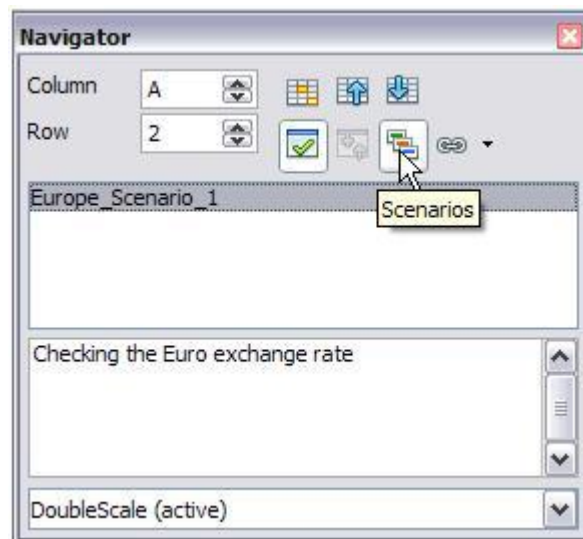 Navigator
Column A
Row 2
Europe_Scenario_1
Scenarios
Checking the Euro exchange rate
DoubleScale (active)